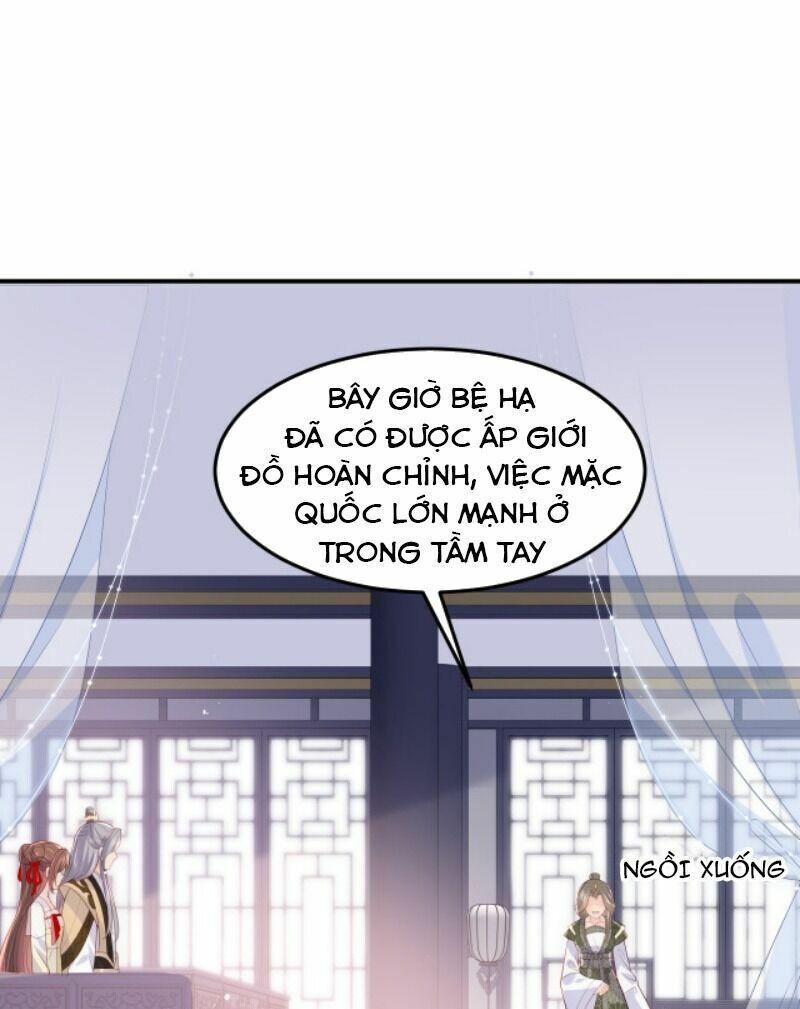 BÂY GIỜ BỆ HẠ
ĐÃ CÓ ĐƯỢC ẤP GIỚI
ĐỒ HOÀN CHỈNH, VIỆC MẶC
QUỐC LỚN MẠNH Ở
TRONG TẦM TAY
NGỒI XUỐNG